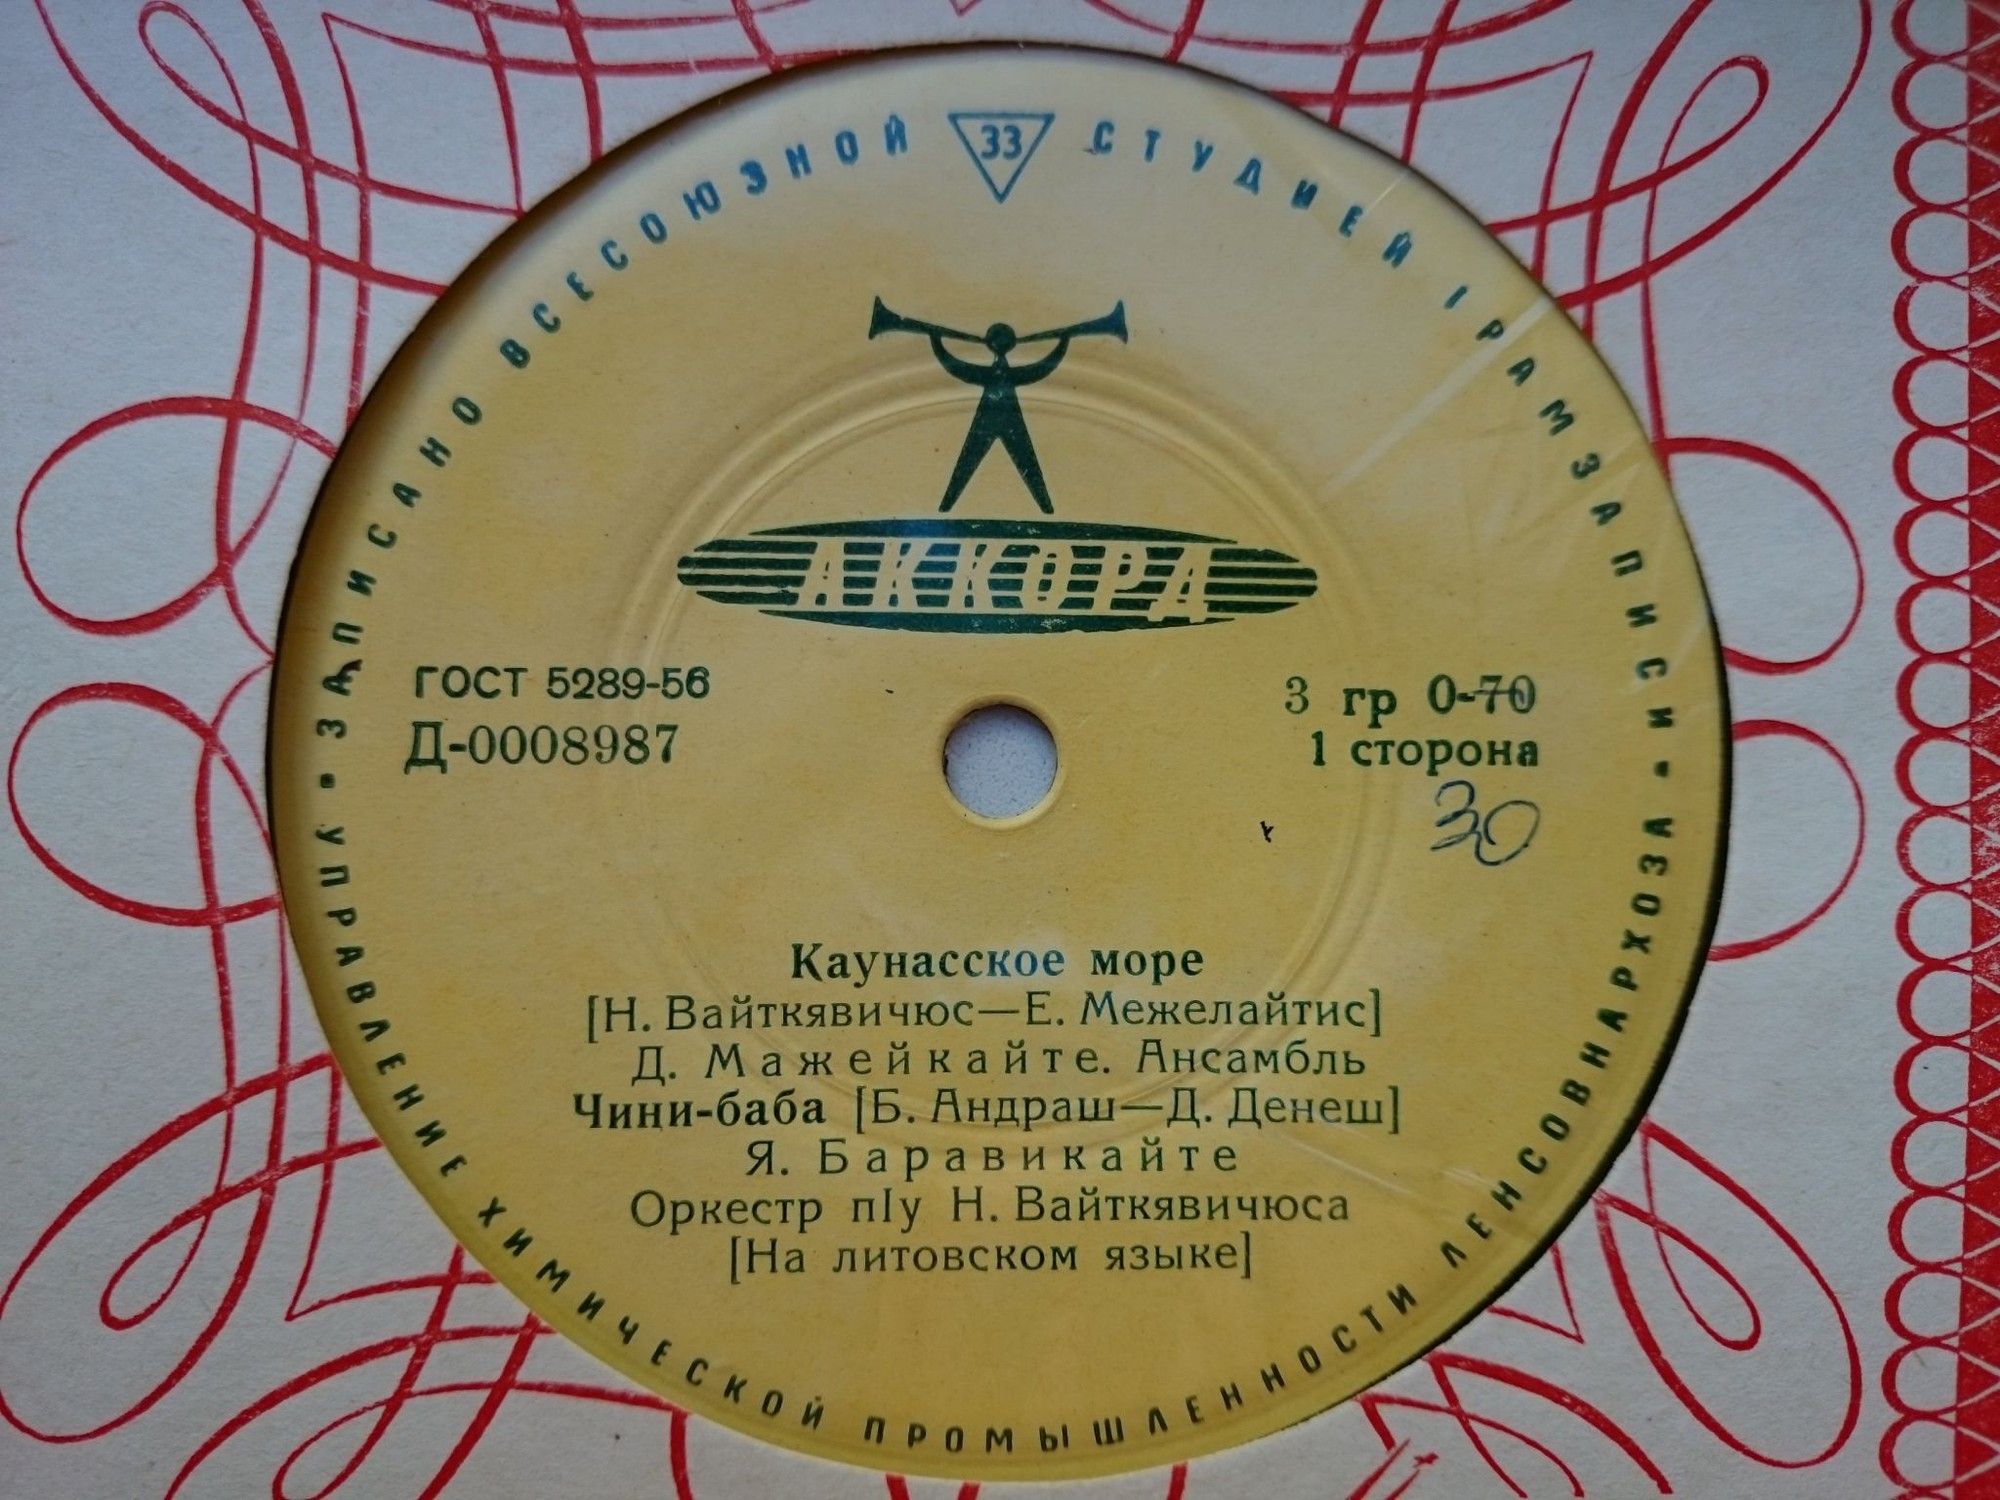 ЗАПИСАНО ВСЕСОЮЗНОЙ 33 СТУДИЕЙ ГРАМЗАПИСИ •
АККОРД
ГОСТ 5289-56
Д-0008987
3 гр 0-70
1 сторона
30
Каунасское море
[Н. Вайткявичюс—Е. Межелайтис]
Д. Мажейкайте. Ансамбль
Чини-баба [Б. Андраш—Д. Денеш]
Я. Баравикайте
Оркестр п/у Н. Вайткявичюса
[На литовском языке]
• УПРАВЛЕНИЕ ХИМИЧЕСКОЙ ПРОМЫШЛЕННОСТИ ЛЕНСОВНАРХОЗА